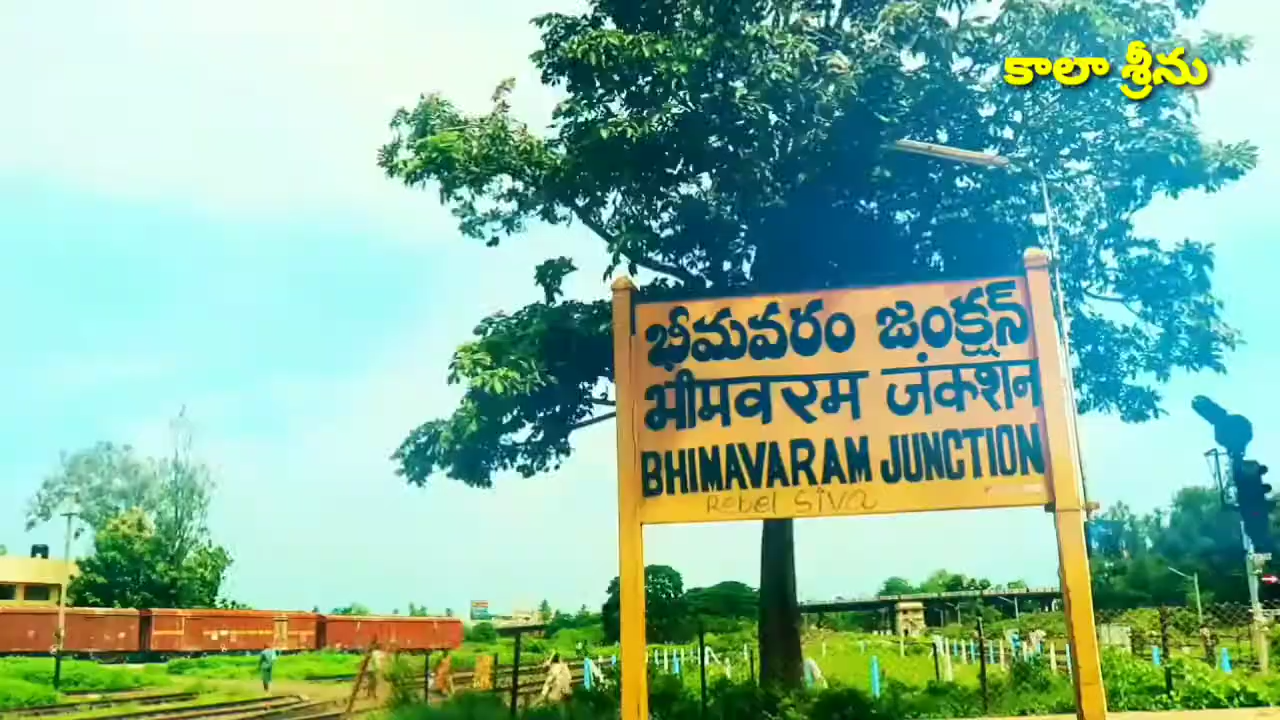 కాలా శ్రీను
భీమవరం జంక్షన్
भीमवरम जंकशन
BHIMAVARAM JUNCTION
Rebel Siva